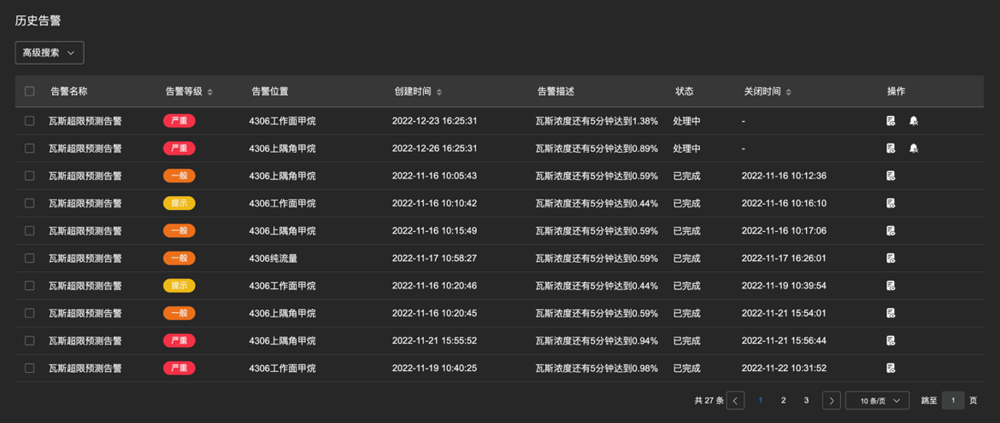 历史告警
高级搜索
告警名称 告警等级 告警位置 创建时间 告警描述 状态 关闭时间 操作
瓦斯超限预测告警 严重 4306工作面甲烷 2022-12-23 16:25:31 瓦斯浓度还有5分钟达到1.38% 处理中 -
瓦斯超限预测告警 严重 4306上隅角甲烷 2022-12-26 16:25:31 瓦斯浓度还有5分钟达到0.89% 处理中 -
瓦斯超限预测告警 一般 4306上隅角甲烷 2022-11-16 10:05:43 瓦斯浓度还有5分钟达到0.59% 已完成 2022-11-16 10:12:36
瓦斯超限预测告警 提示 4306工作面甲烷 2022-11-16 10:10:42 瓦斯浓度还有5分钟达到0.44% 已完成 2022-11-16 10:16:10
瓦斯超限预测告警 一般 4306上隅角甲烷 2022-11-16 10:15:49 瓦斯浓度还有5分钟达到0.59% 已完成 2022-11-16 10:17:06
瓦斯超限预测告警 一般 4306纯流量 2022-11-17 10:58:27 瓦斯浓度还有5分钟达到0.59% 已完成 2022-11-17 16:26:01
瓦斯超限预测告警 提示 4306工作面甲烷 2022-11-16 10:20:46 瓦斯浓度还有5分钟达到0.44% 已完成 2022-11-19 10:39:54
瓦斯超限预测告警 一般 4306上隅角甲烷 2022-11-16 10:20:45 瓦斯浓度还有5分钟达到0.59% 已完成 2022-11-21 15:54:01
瓦斯超限预测告警 严重 4306上隅角甲烷 2022-11-21 15:55:52 瓦斯浓度还有5分钟达到0.94% 已完成 2022-11-21 15:56:44
瓦斯超限预测告警 严重 4306工作面甲烷 2022-11-19 10:40:25 瓦斯浓度还有5分钟达到0.98% 已完成 2022-11-22 10:31:52
共 27 条 1 2 3 10 条/页 跳至 1 页